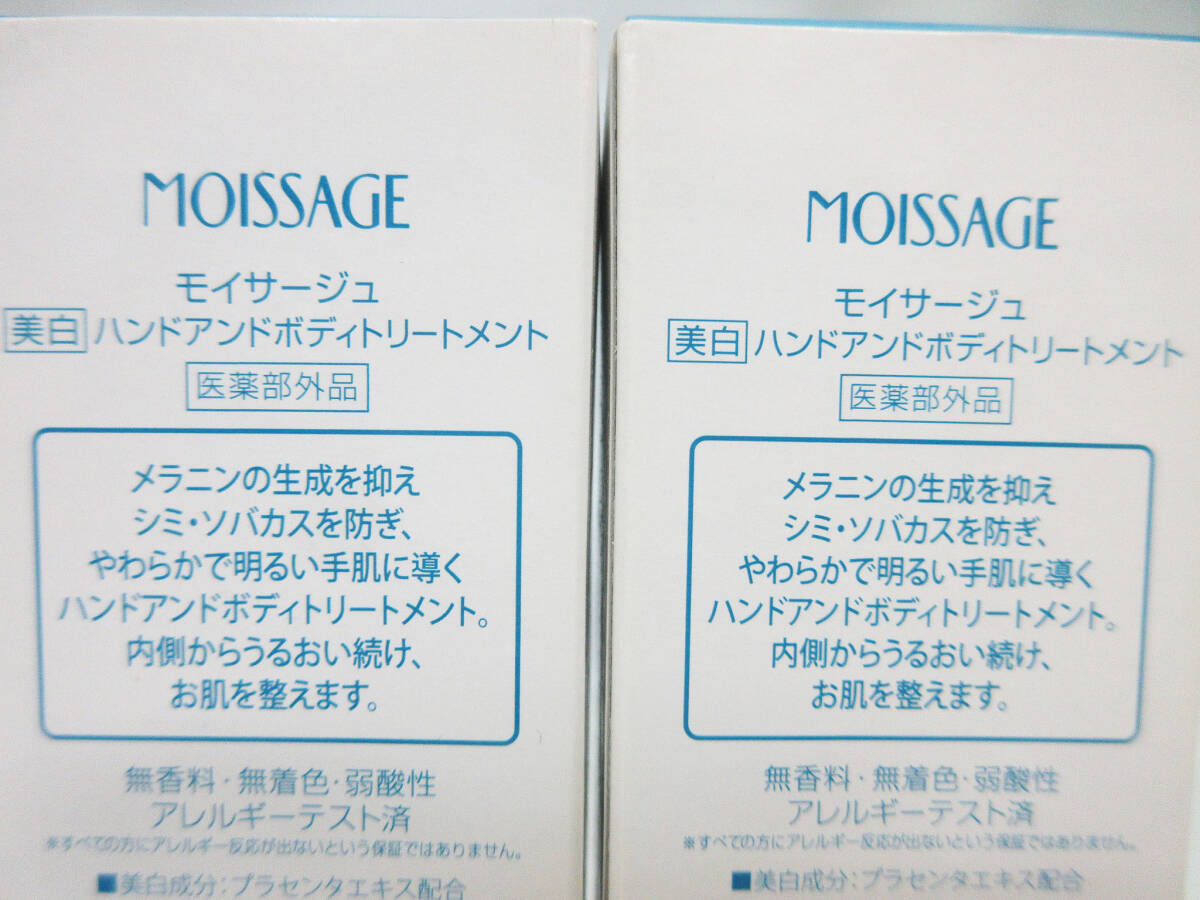 MOISSAGE
モイサージュ
美白 ハンドアンドボディトリートメント
医薬部外品
メラニンの生成を抑え
シミ・ソバカスを防ぎ、
やわらかで明るい手肌に導く
ハンドアンドボディトリートメント。
内側からうるおい続け、
お肌を整えます。
無香料・無着色・弱酸性
アレルギーテスト済
※すべての方にアレルギー反応が出ないという保証ではありません。
■美白成分：プラセンタエキス配合
MOISSAGE
モイサージュ
美白 ハンドアンドボディトリートメント
医薬部外品
メラニンの生成を抑え
シミ・ソバカスを防ぎ、
やわらかで明るい手肌に導く
ハンドアンドボディトリートメント。
内側からうるおい続け、
お肌を整えます。
無香料・無着色・弱酸性
アレルギーテスト済
※すべての方にアレルギー反応が出ないという保証ではありません。
■美白成分：プラセンタエキス配合